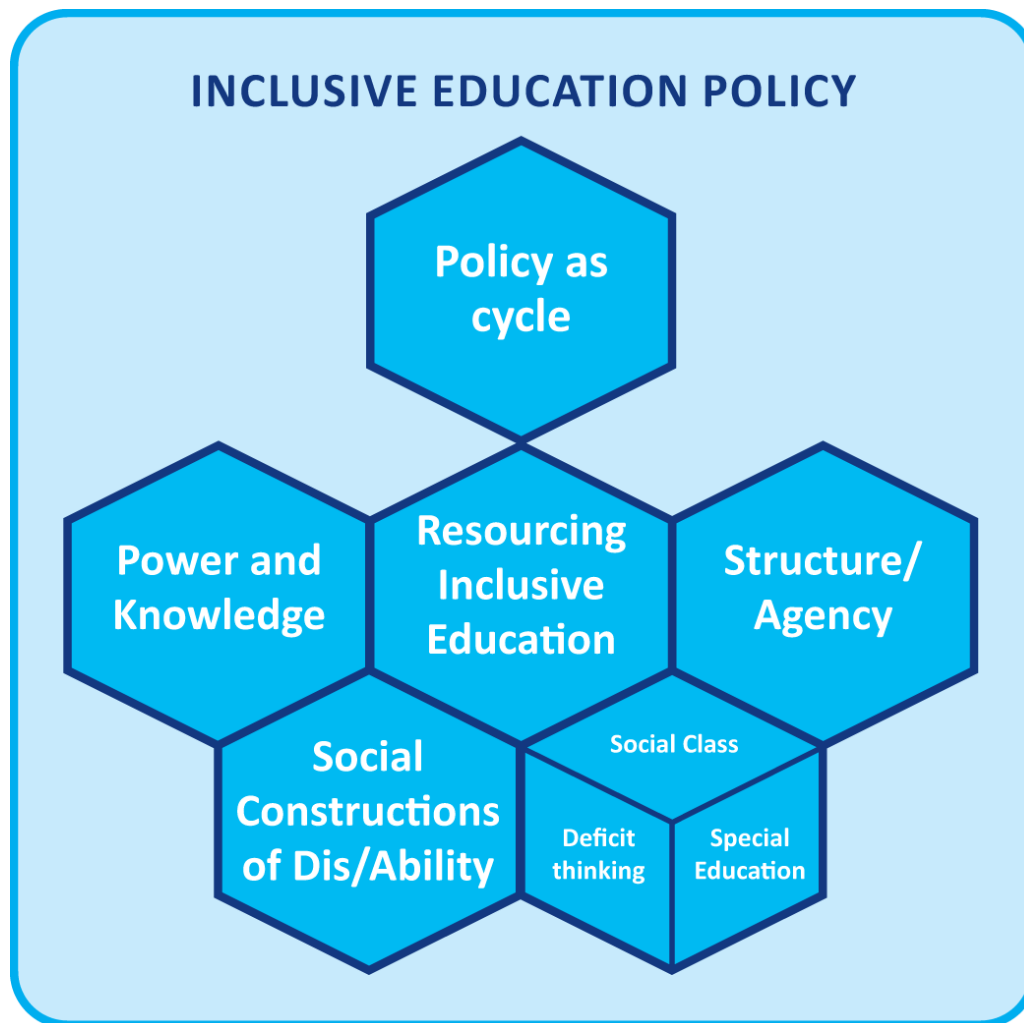 INCLUSIVE EDUCATION POLICY
Policy as
cycle
Power and
Knowledge
Resourcing
Inclusive
Education
Structure/
Agency
Social
Constructions
of Dis/Ability
Social Class
Deficit
thinking
Special
Education